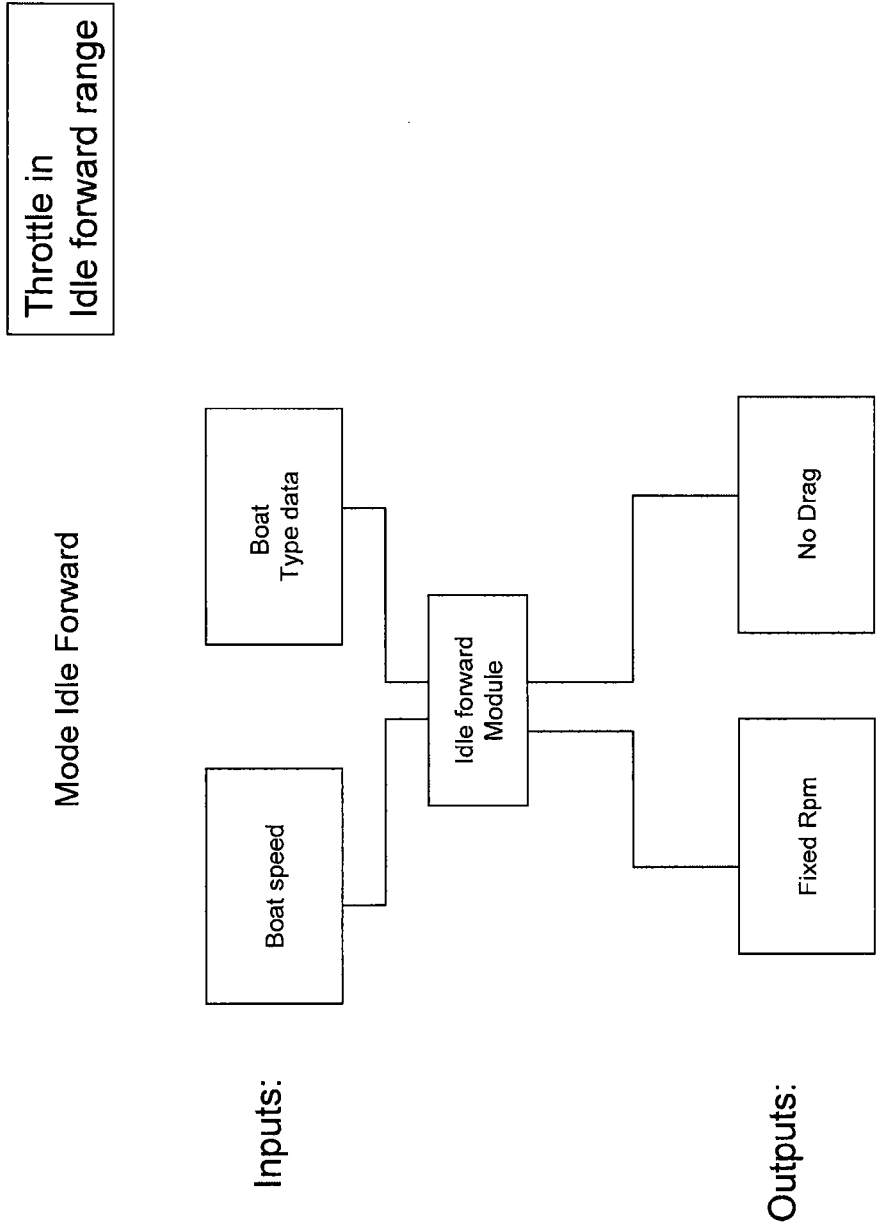 Throttle in
Idle forward range
Mode Idle Forward
Inputs:
Boat speed
Boat
Type data
Idle forward
Module
Outputs:
Fixed Rpm
No Drag